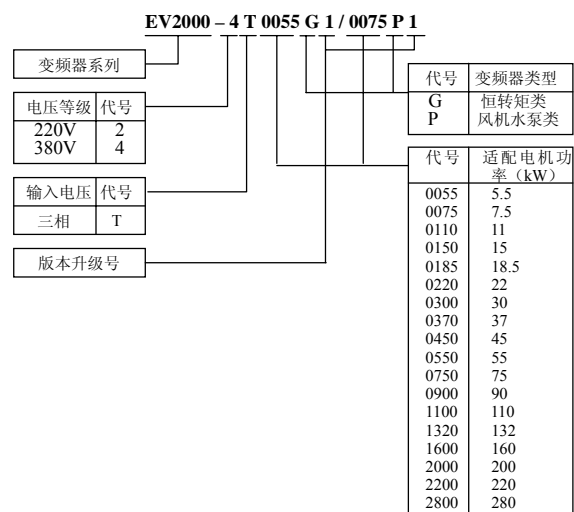 EV2000 – 4 T 0055 G 1 / 0075 P 1
变频器系列
电压等级 代号
220V 2
380V 4
输入电压 代号
三相 T
版本升级号
代号 变频器类型
G 恒转矩类
P 风机水泵类
代号 适配电机功
率（kW）
0055 5.5
0075 7.5
0110 11
0150 15
0185 18.5
0220 22
0300 30
0370 37
0450 45
0550 55
0750 75
0900 90
1100 110
1320 132
1600 160
2000 200
2200 220
2800 280